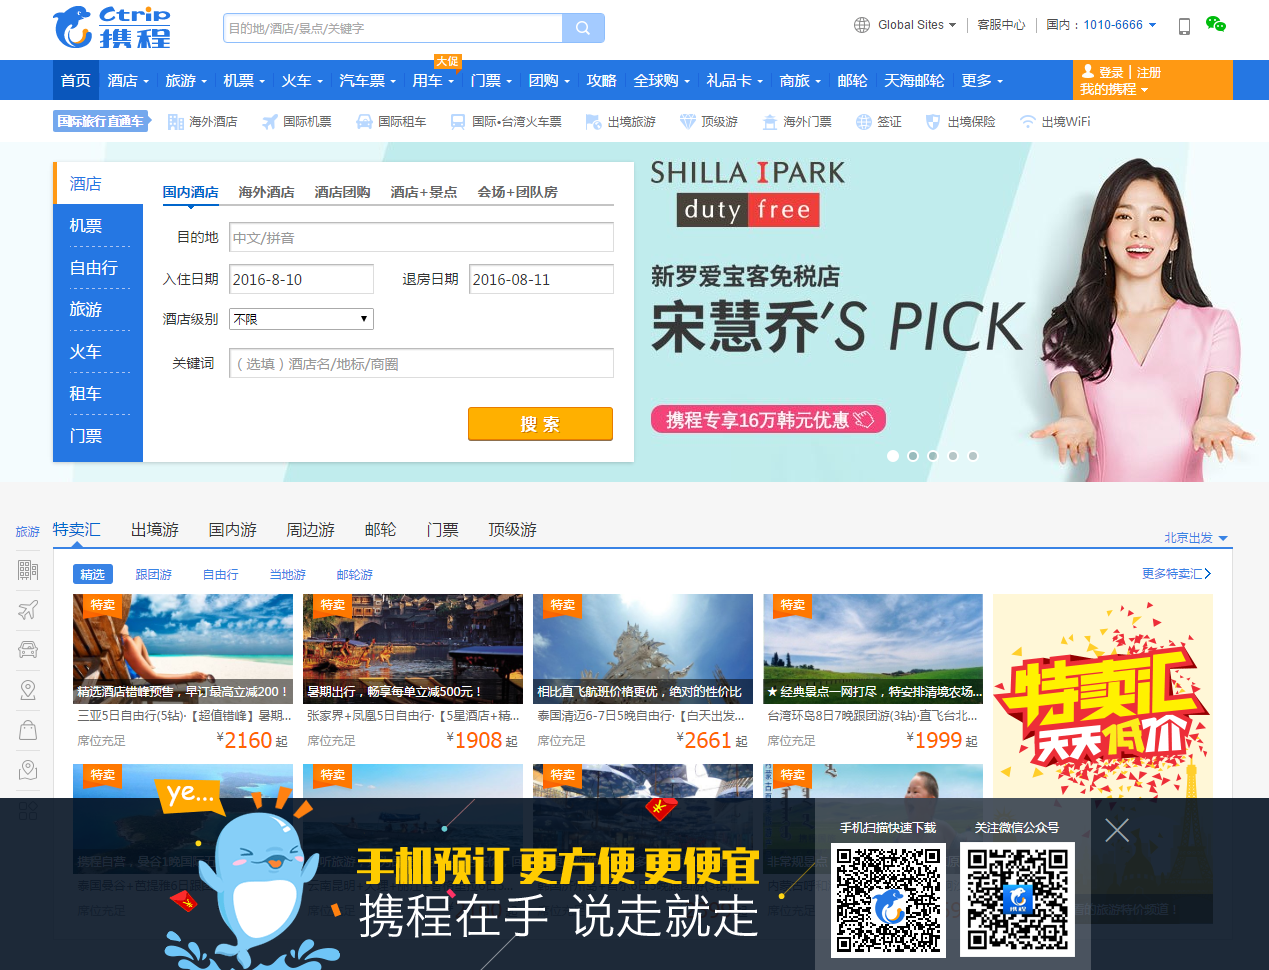 Ctrip
携程
目的地/酒店/景点/关键字
Global Sites
客服中心
国内：1010-6666
大促
首页 酒店 旅游 机票 火车 汽车票 用车 门票 团购 攻略 全球购 礼品卡 商旅 邮轮 天海邮轮 更多
登录 | 注册
我的携程
国际旅行直通车 海外酒店 国际机票 国际租车 国际•台湾火车票 出境旅游 顶级游 海外门票 签证 出境保险 出境WiFi
酒店
机票
自由行
旅游
火车
租车
门票
国内酒店 海外酒店 酒店团购 酒店+景点 会场+团队房
目的地 中文/拼音
入住日期 2016-8-10 退房日期 2016-08-11
酒店级别 不限
关键词 （选填）酒店名/地标/商圈
搜 索
SHILLA IPARK
duty free
新罗爱宝客免税店
宋慧乔'S PICK
携程专享16万韩元优惠
旅游
特卖汇 出境游 国内游 周边游 邮轮 门票 顶级游
北京出发
精选 跟团游 自由行 当地游 邮轮游
更多特卖汇
特卖 特卖 特卖 特卖
精选酒店错峰预售，早订最高立减200！
三亚5日自由行(5钻)·【超值错峰】暑期...
席位充足 ¥2160起
暑期出行，畅享每单立减500元！
张家界+凤凰5日自由行·【5星酒店+精...
席位充足 ¥1908起
相比直飞航班价格更优，绝对的性价比
泰国清迈6-7日5晚自由行·【白天出发...
席位充足 ¥2661起
★经典景点一网打尽，特安排清境农场...
台湾环岛8日7晚跟团游(3钻)·直飞台北...
席位充足 ¥1999起
特卖汇
天天低价
特卖 特卖 特卖 特卖
ye...
手机预订 更方便 更便宜
携程在手 说走就走
手机扫描快速下载
关注微信公众号
携程